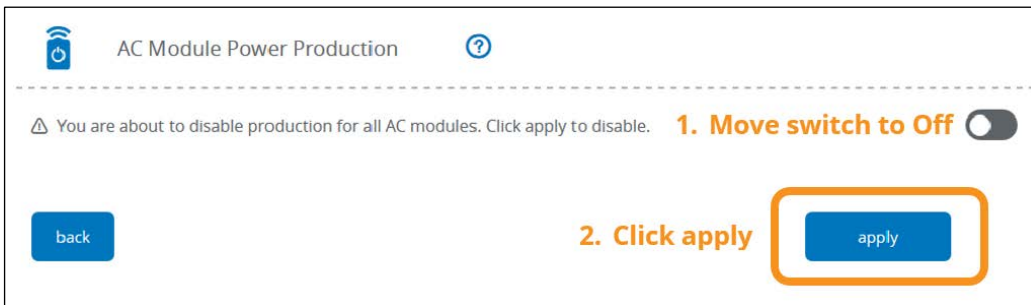 AC Module Power Production ?
⚠ You are about to disable production for all AC modules. Click apply to disable. 1. Move switch to Off
back 2. Click apply apply